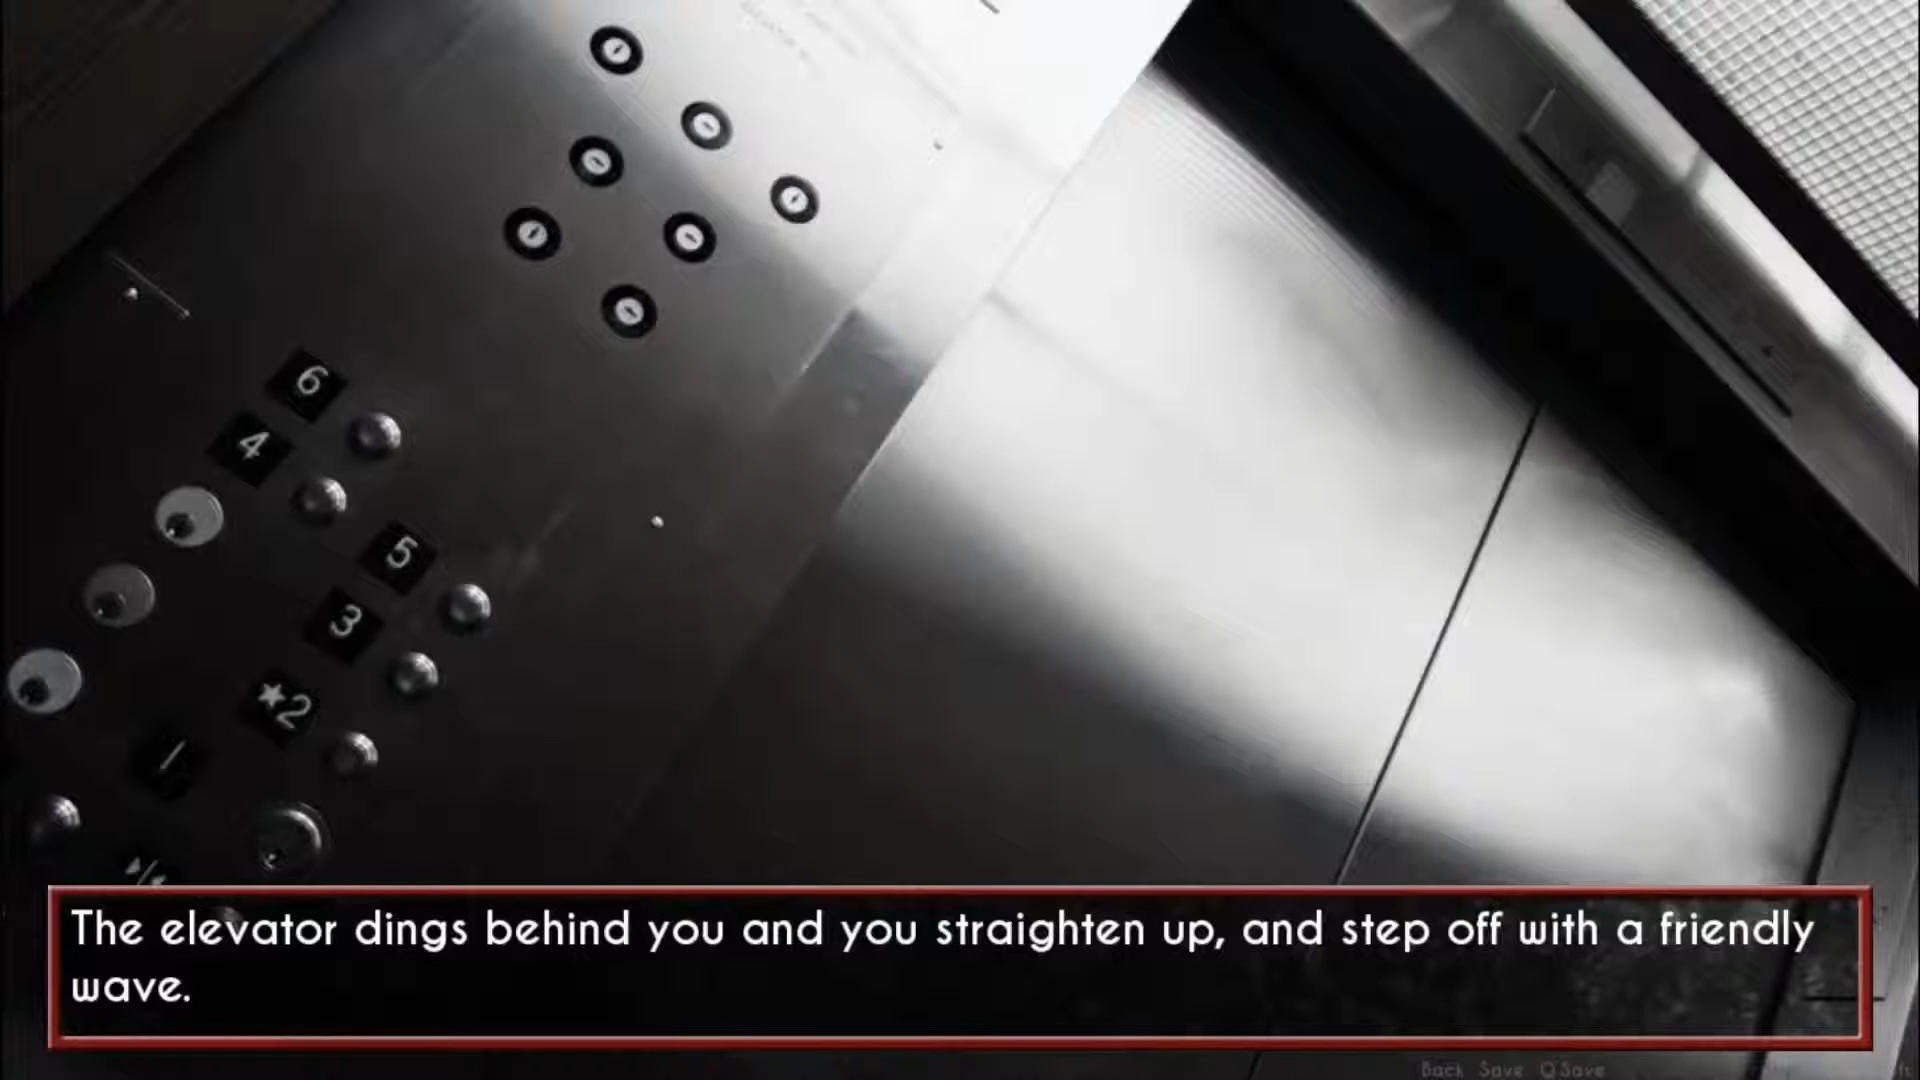 6
4
5
3
★2
1
The elevator dings behind you and you straighten up, and step off with a friendly
wave.
Back Save Q.Save